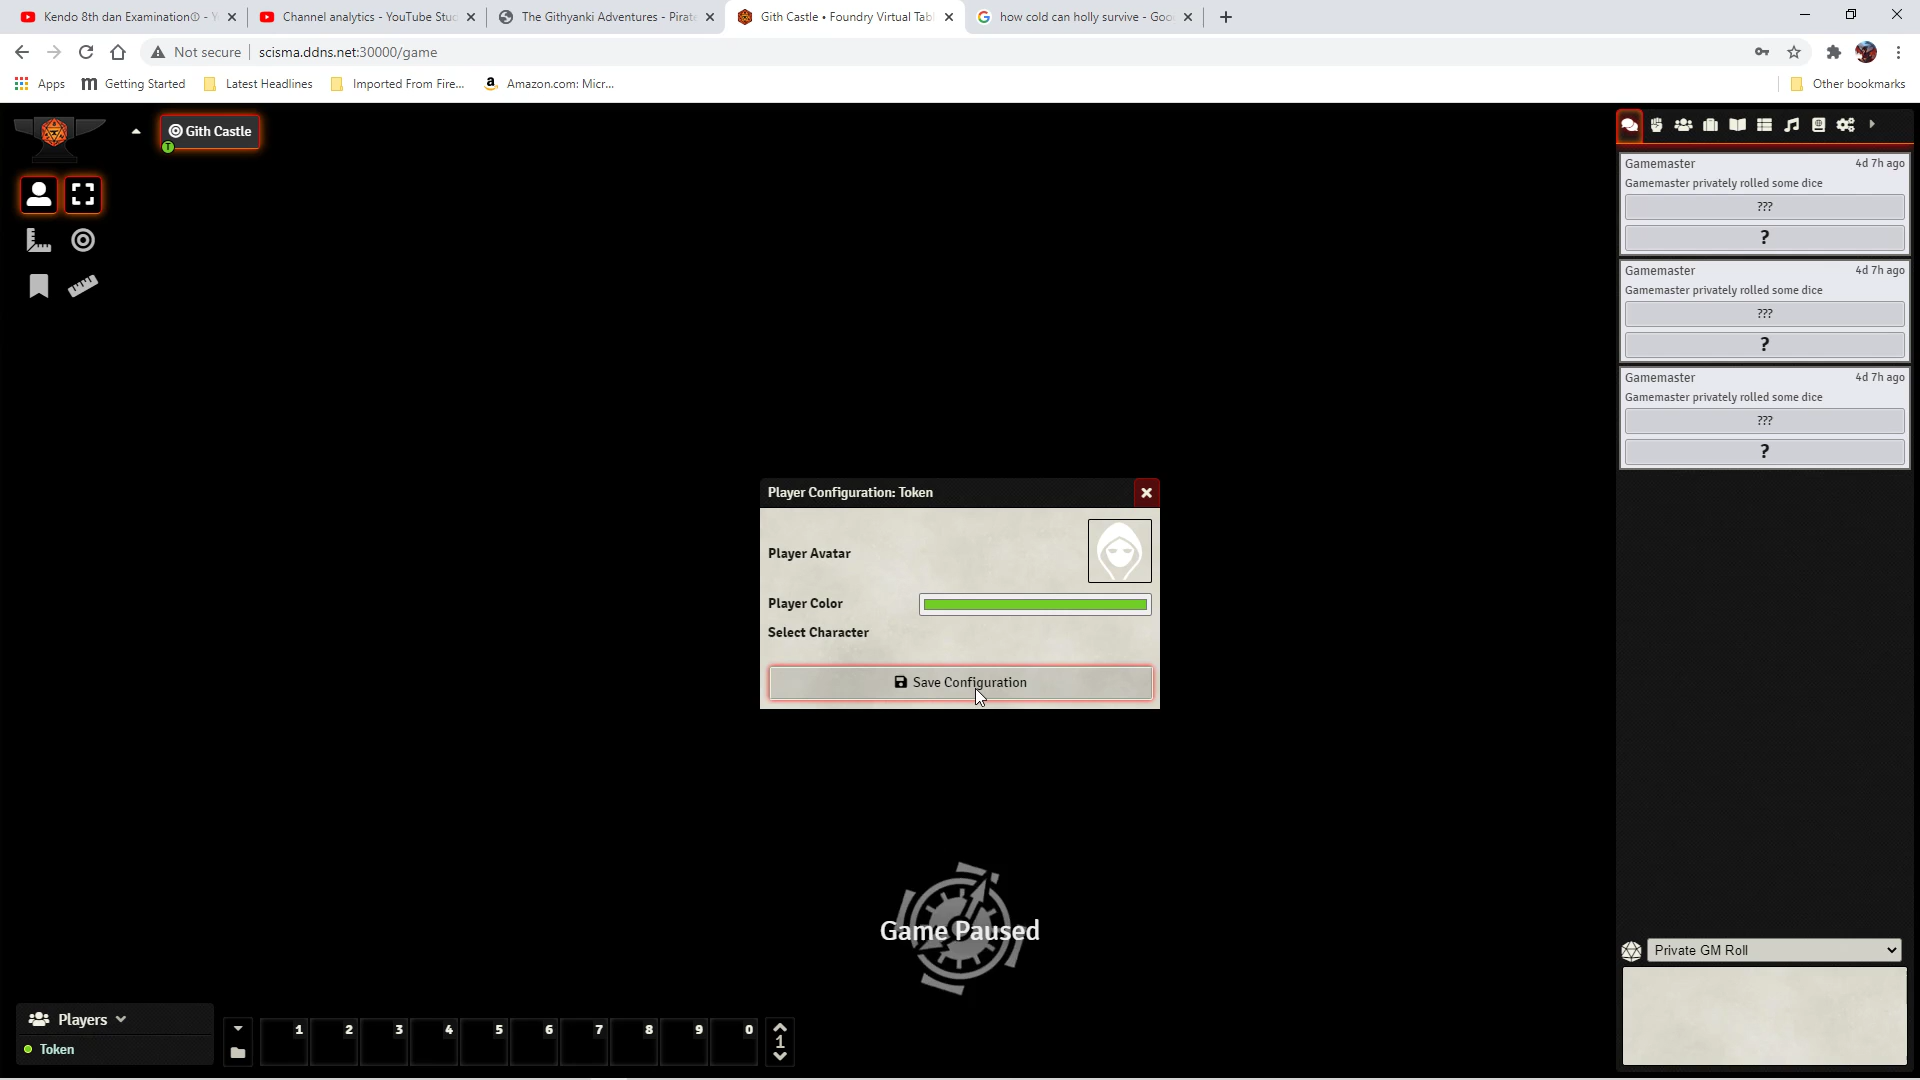 Kendo 8th dan Examination① - Y
Channel analytics - YouTube Stud
The Githyanki Adventures - Pirate
Gith Castle • Foundry Virtual Tab
how cold can holly survive - Goo
Not secure
scisma.ddns.net:30000/game
Apps
Getting Started
Latest Headlines
Imported From Fire...
Amazon.com: Micr...
Other bookmarks
Gith Castle
T
Gamemaster
4d 7h ago
Gamemaster privately rolled some dice
???
?
Gamemaster
4d 7h ago
Gamemaster privately rolled some dice
???
?
Gamemaster
4d 7h ago
Gamemaster privately rolled some dice
???
?
Player Configuration: Token
Player Avatar
Player Color
Select Character
Save Configuration
Game Paused
Private GM Roll
Players
Token
1 2 3 4 5 6 7 8 9 0
1